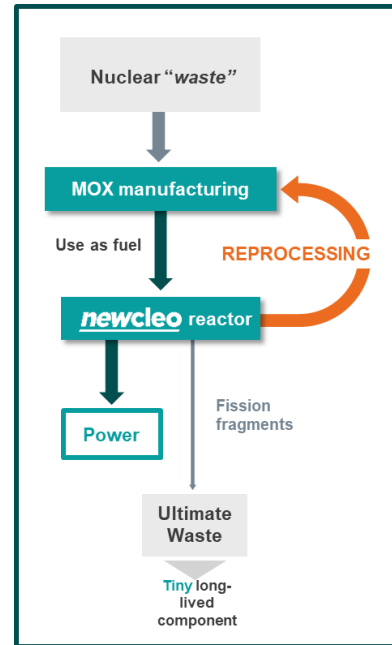 Nuclear “waste”
MOX manufacturing
Use as fuel
REPROCESSING
newcleo reactor
Fission
fragments
Power
Ultimate
Waste
Tiny long-
lived
component